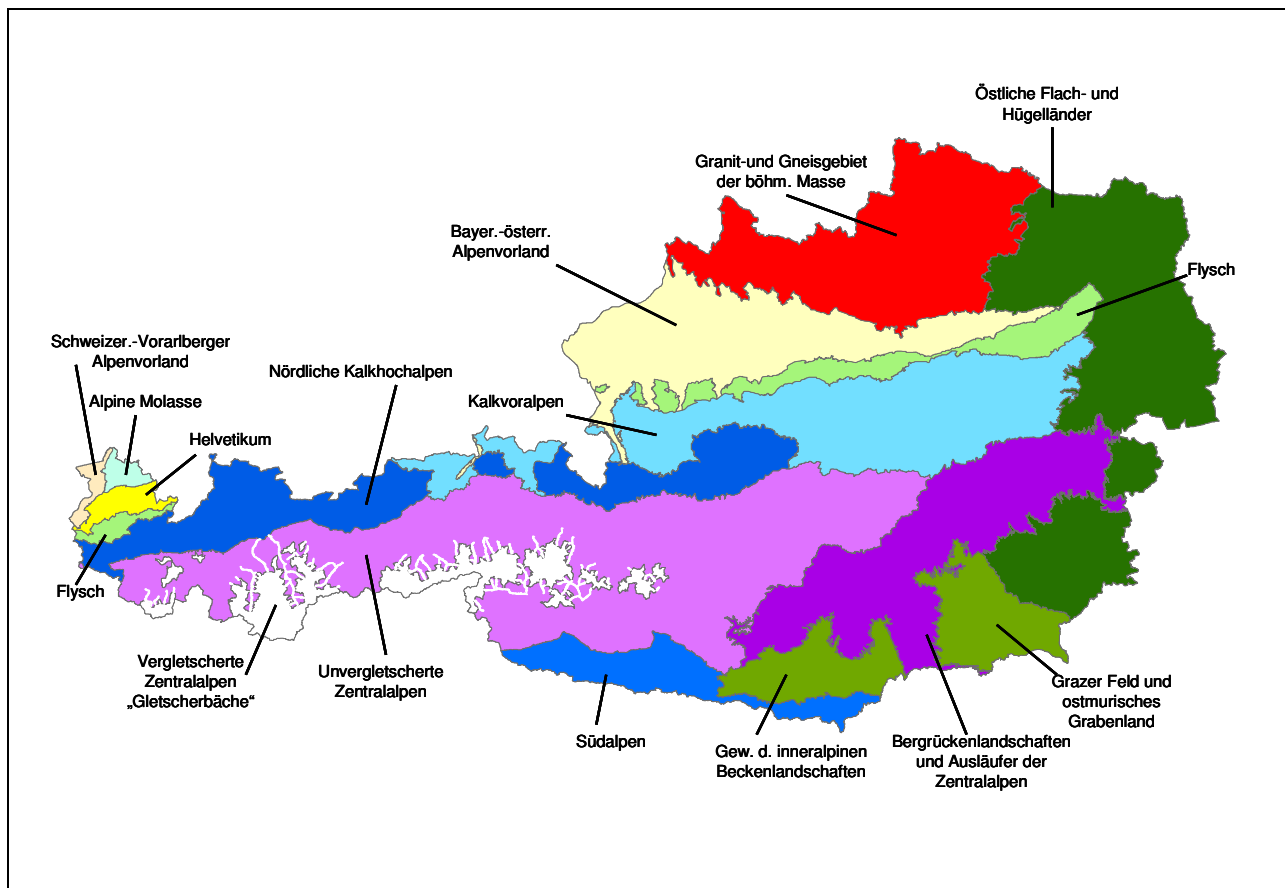 Östliche Flach- und
Hügelländer
Granit-und Gneisgebiet
der böhm. Masse
Bayer.-österr.
Alpenvorland
Flysch
Schweizer.-Vorarlberger
Alpenvorland
Nördliche Kalkhochalpen
Alpine Molasse
Kalkvoralpen
Helvetikum
Flysch
Vergletscherte
Zentralalpen
„Gletscherbäche“
Unvergletscherte
Zentralalpen
Südalpen
Gew. d. inneralpinen
Beckenlandschaften
Bergrückenlandschaften
und Ausläufer der
Zentralalpen
Grazer Feld und
ostmurisches
Grabenland